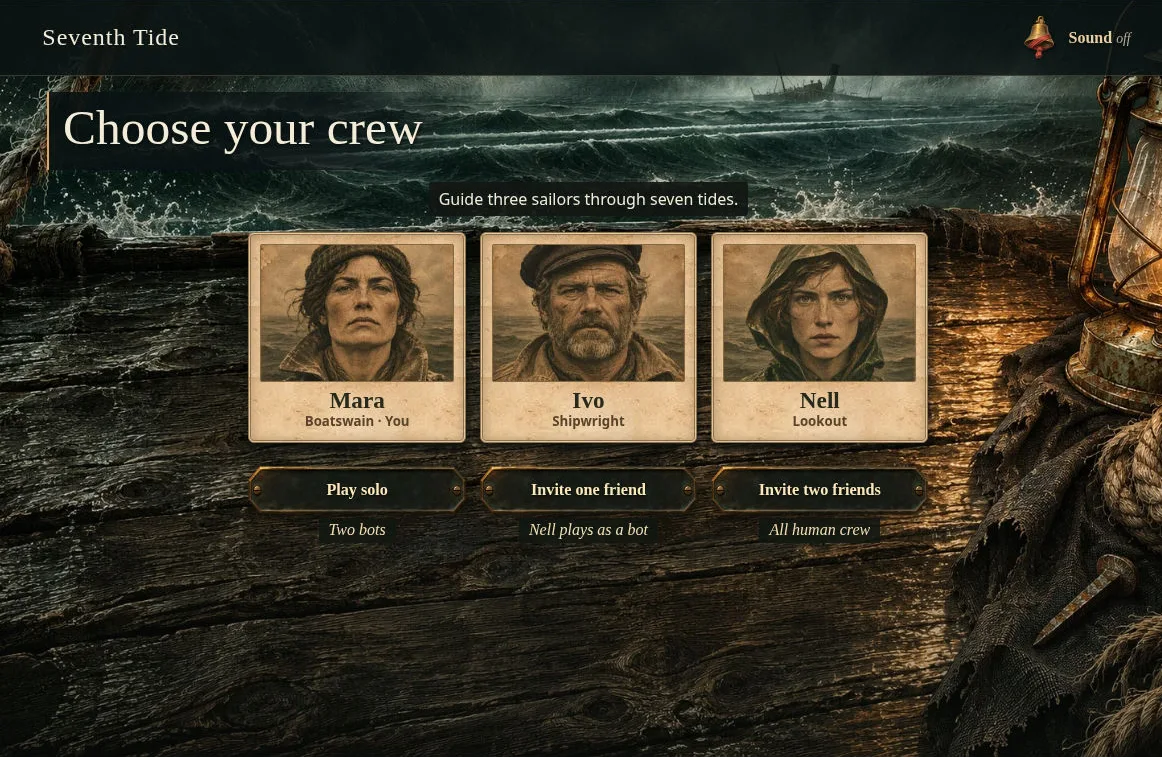 Seventh Tide
Sound off
Choose your crew
Guide three sailors through seven tides.
Mara
Boatswain · You
Ivo
Shipwright
Nell
Lookout
Play solo
Two bots
Invite one friend
Nell plays as a bot
Invite two friends
All human crew